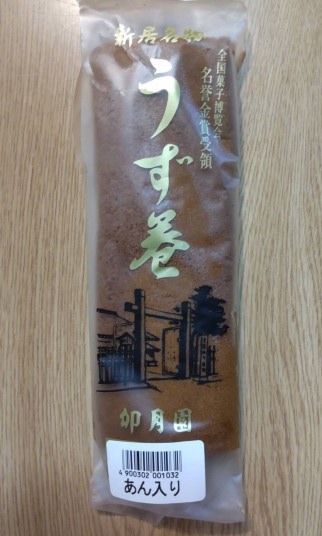 新居名物
全国菓子博覧会
名誉金賞受領
うず巻
卯月園
4 900302 001032
あん入り